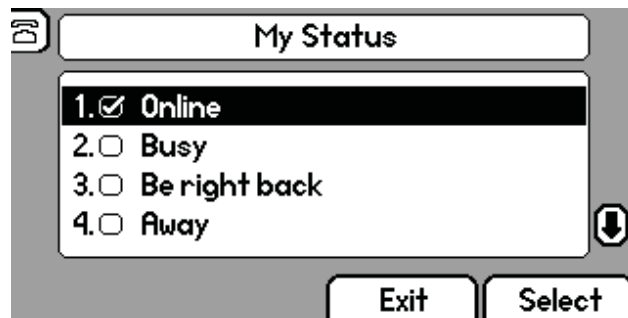 My Status
1. Online
2. Busy
3. Be right back
4. Away
Exit Select